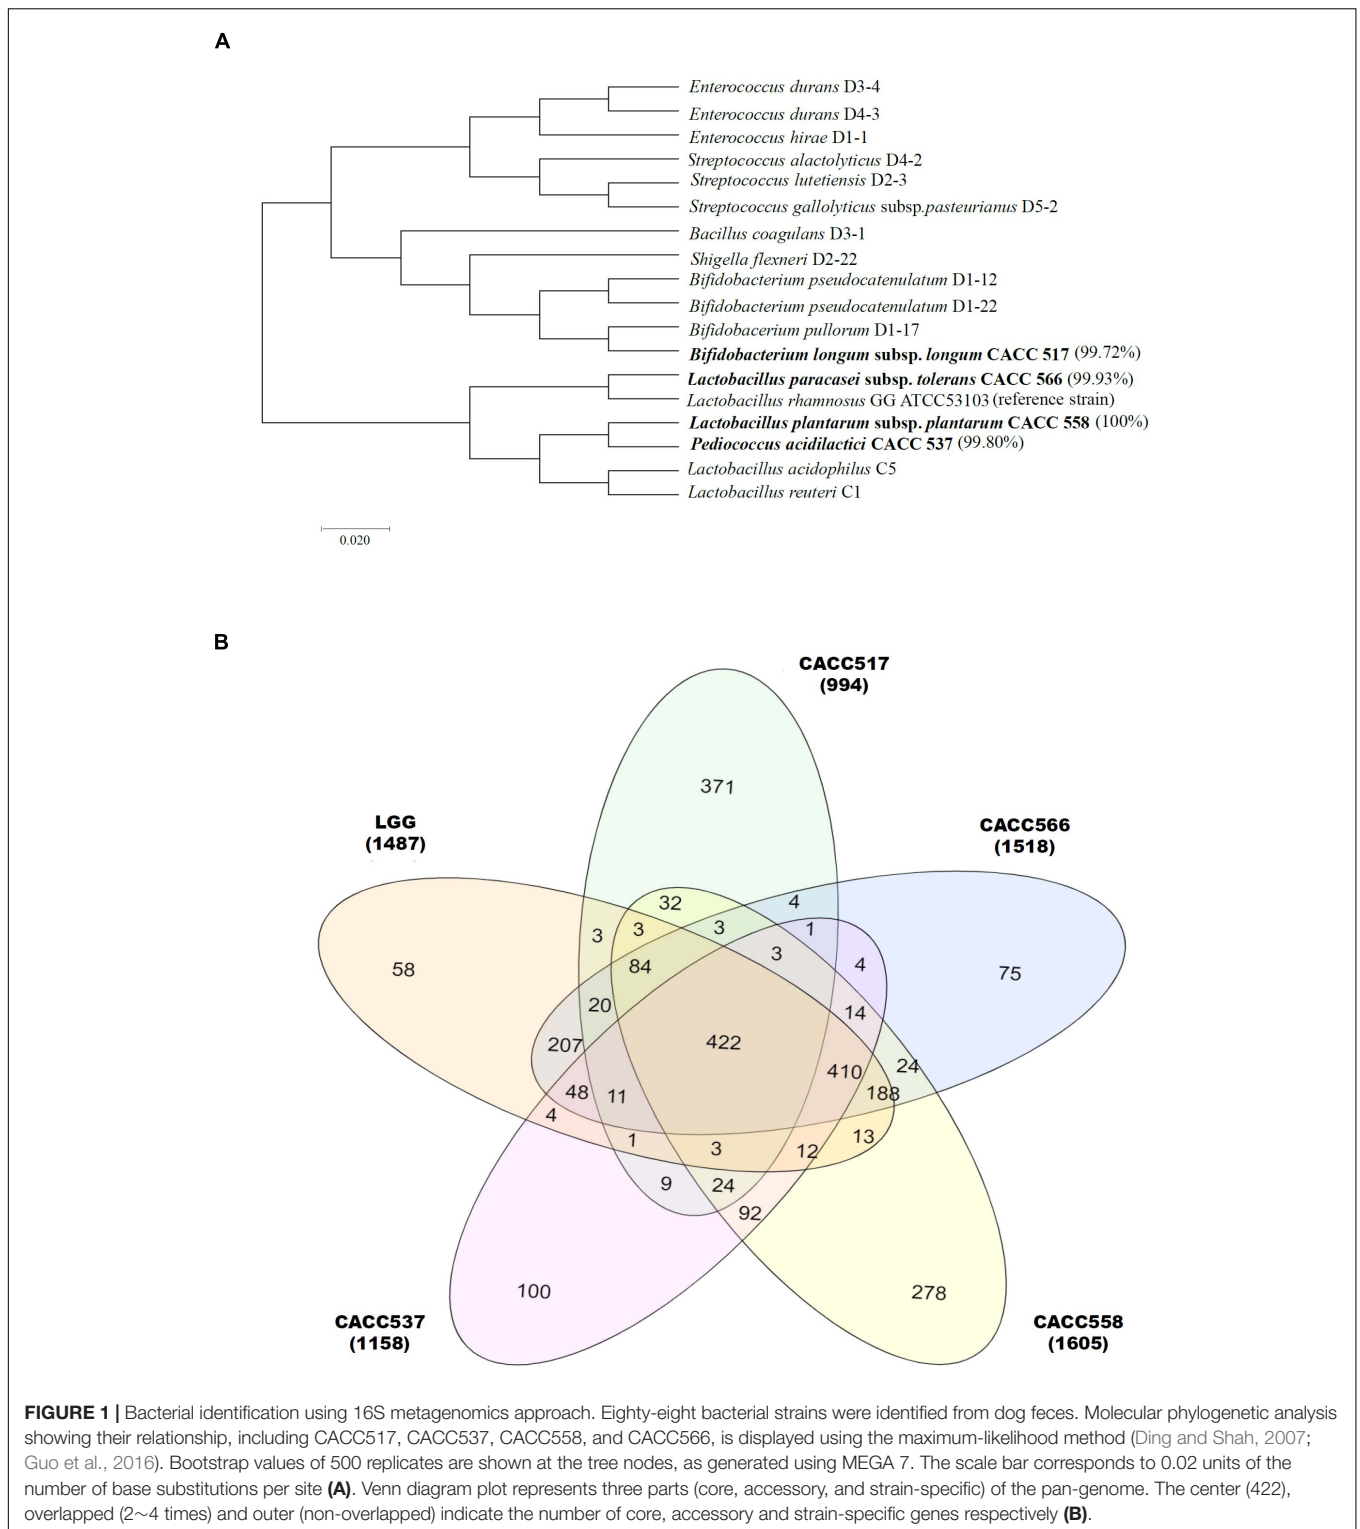 A
Enterococcus durans D3-4
Enterococcus durans D4-3
Enterococcus hirae D1-1
Streptococcus alactolyticus D4-2
Streptococcus lutetiensis D2-3
Streptococcus gallolyticus subsp.pasteurianus D5-2
Bacillus coagulans D3-1
Shigella flexneri D2-22
Bifidobacterium pseudocatenulatum D1-12
Bifidobacterium pseudocatenulatum D1-22
Bifidobacerium pullorum D1-17
Bifidobacterium longum subsp. longum CACC 517 (99.72%)
Lactobacillus paracasei subsp. tolerans CACC 566 (99.93%)
Lactobacillus rhamnosus GG ATCC53103 (reference strain)
Lactobacillus plantarum subsp. plantarum CACC 558 (100%)
Pediococcus acidilactici CACC 537 (99.80%)
Lactobacillus acidophilus C5
Lactobacillus reuteri C1
0.020
B
CACC517
(994)
371
LGG
(1487)
CACC566
(1518)
32
4
3
3
3
1
3
4
84
58
75
20
14
422
207
410
24
48
11
188
4
1
3
12
13
9
24
92
100
278
CACC537
(1158)
CACC558
(1605)
FIGURE 1 | Bacterial identification using 16S metagenomics approach. Eighty-eight bacterial strains were identified from dog feces. Molecular phylogenetic analysis
showing their relationship, including CACC517, CACC537, CACC558, and CACC566, is displayed using the maximum-likelihood method (Ding and Shah, 2007;
Guo et al., 2016). Bootstrap values of 500 replicates are shown at the tree nodes, as generated using MEGA 7. The scale bar corresponds to 0.02 units of the
number of base substitutions per site (A). Venn diagram plot represents three parts (core, accessory, and strain-specific) of the pan-genome. The center (422),
overlapped (2~4 times) and outer (non-overlapped) indicate the number of core, accessory and strain-specific genes respectively (B).